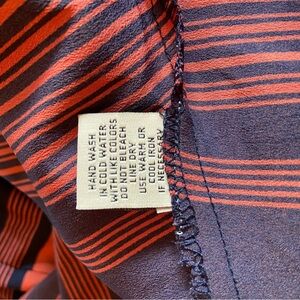 HAND WASH
IN COLD WATER
WITH LIKE COLORS
DO NOT BLEACH
LINE DRY
USE WARM OR
COOL IRON
IF NECESSARY